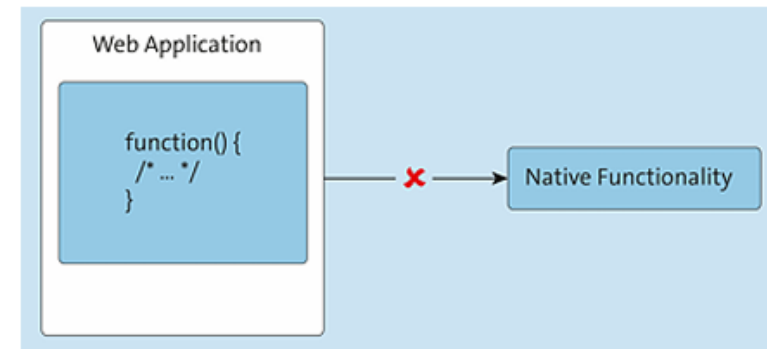 Web Application
function() {
/* ... */
}
Native Functionality